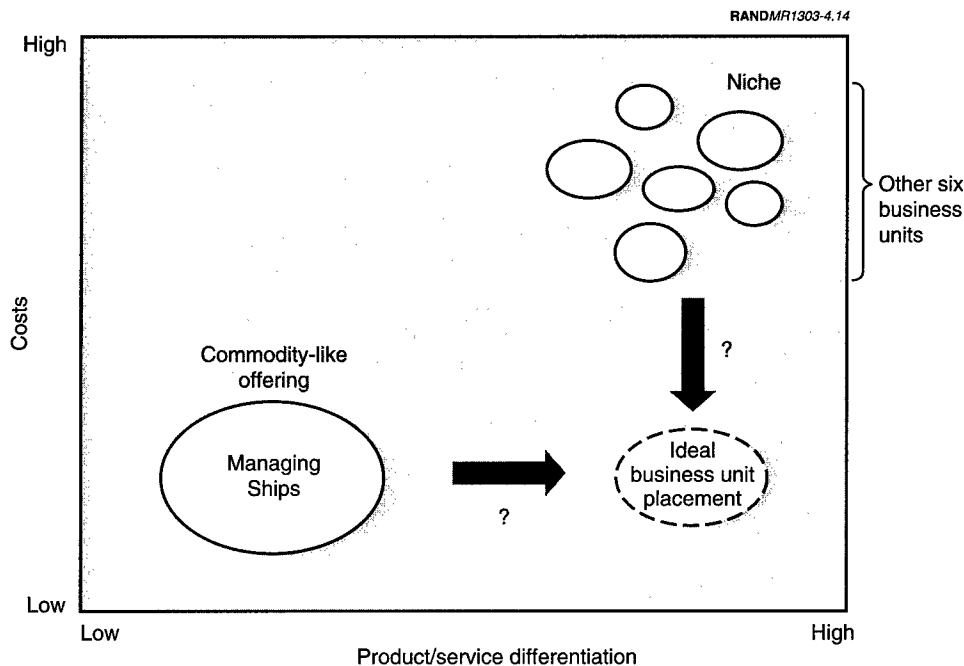 RANDMR1303-4.14
High
Niche
Other six
business
units
Costs
?
Commodity-like
offering
Managing
Ships
?
Ideal
business unit
placement
Low
Low
High
Product/service differentiation